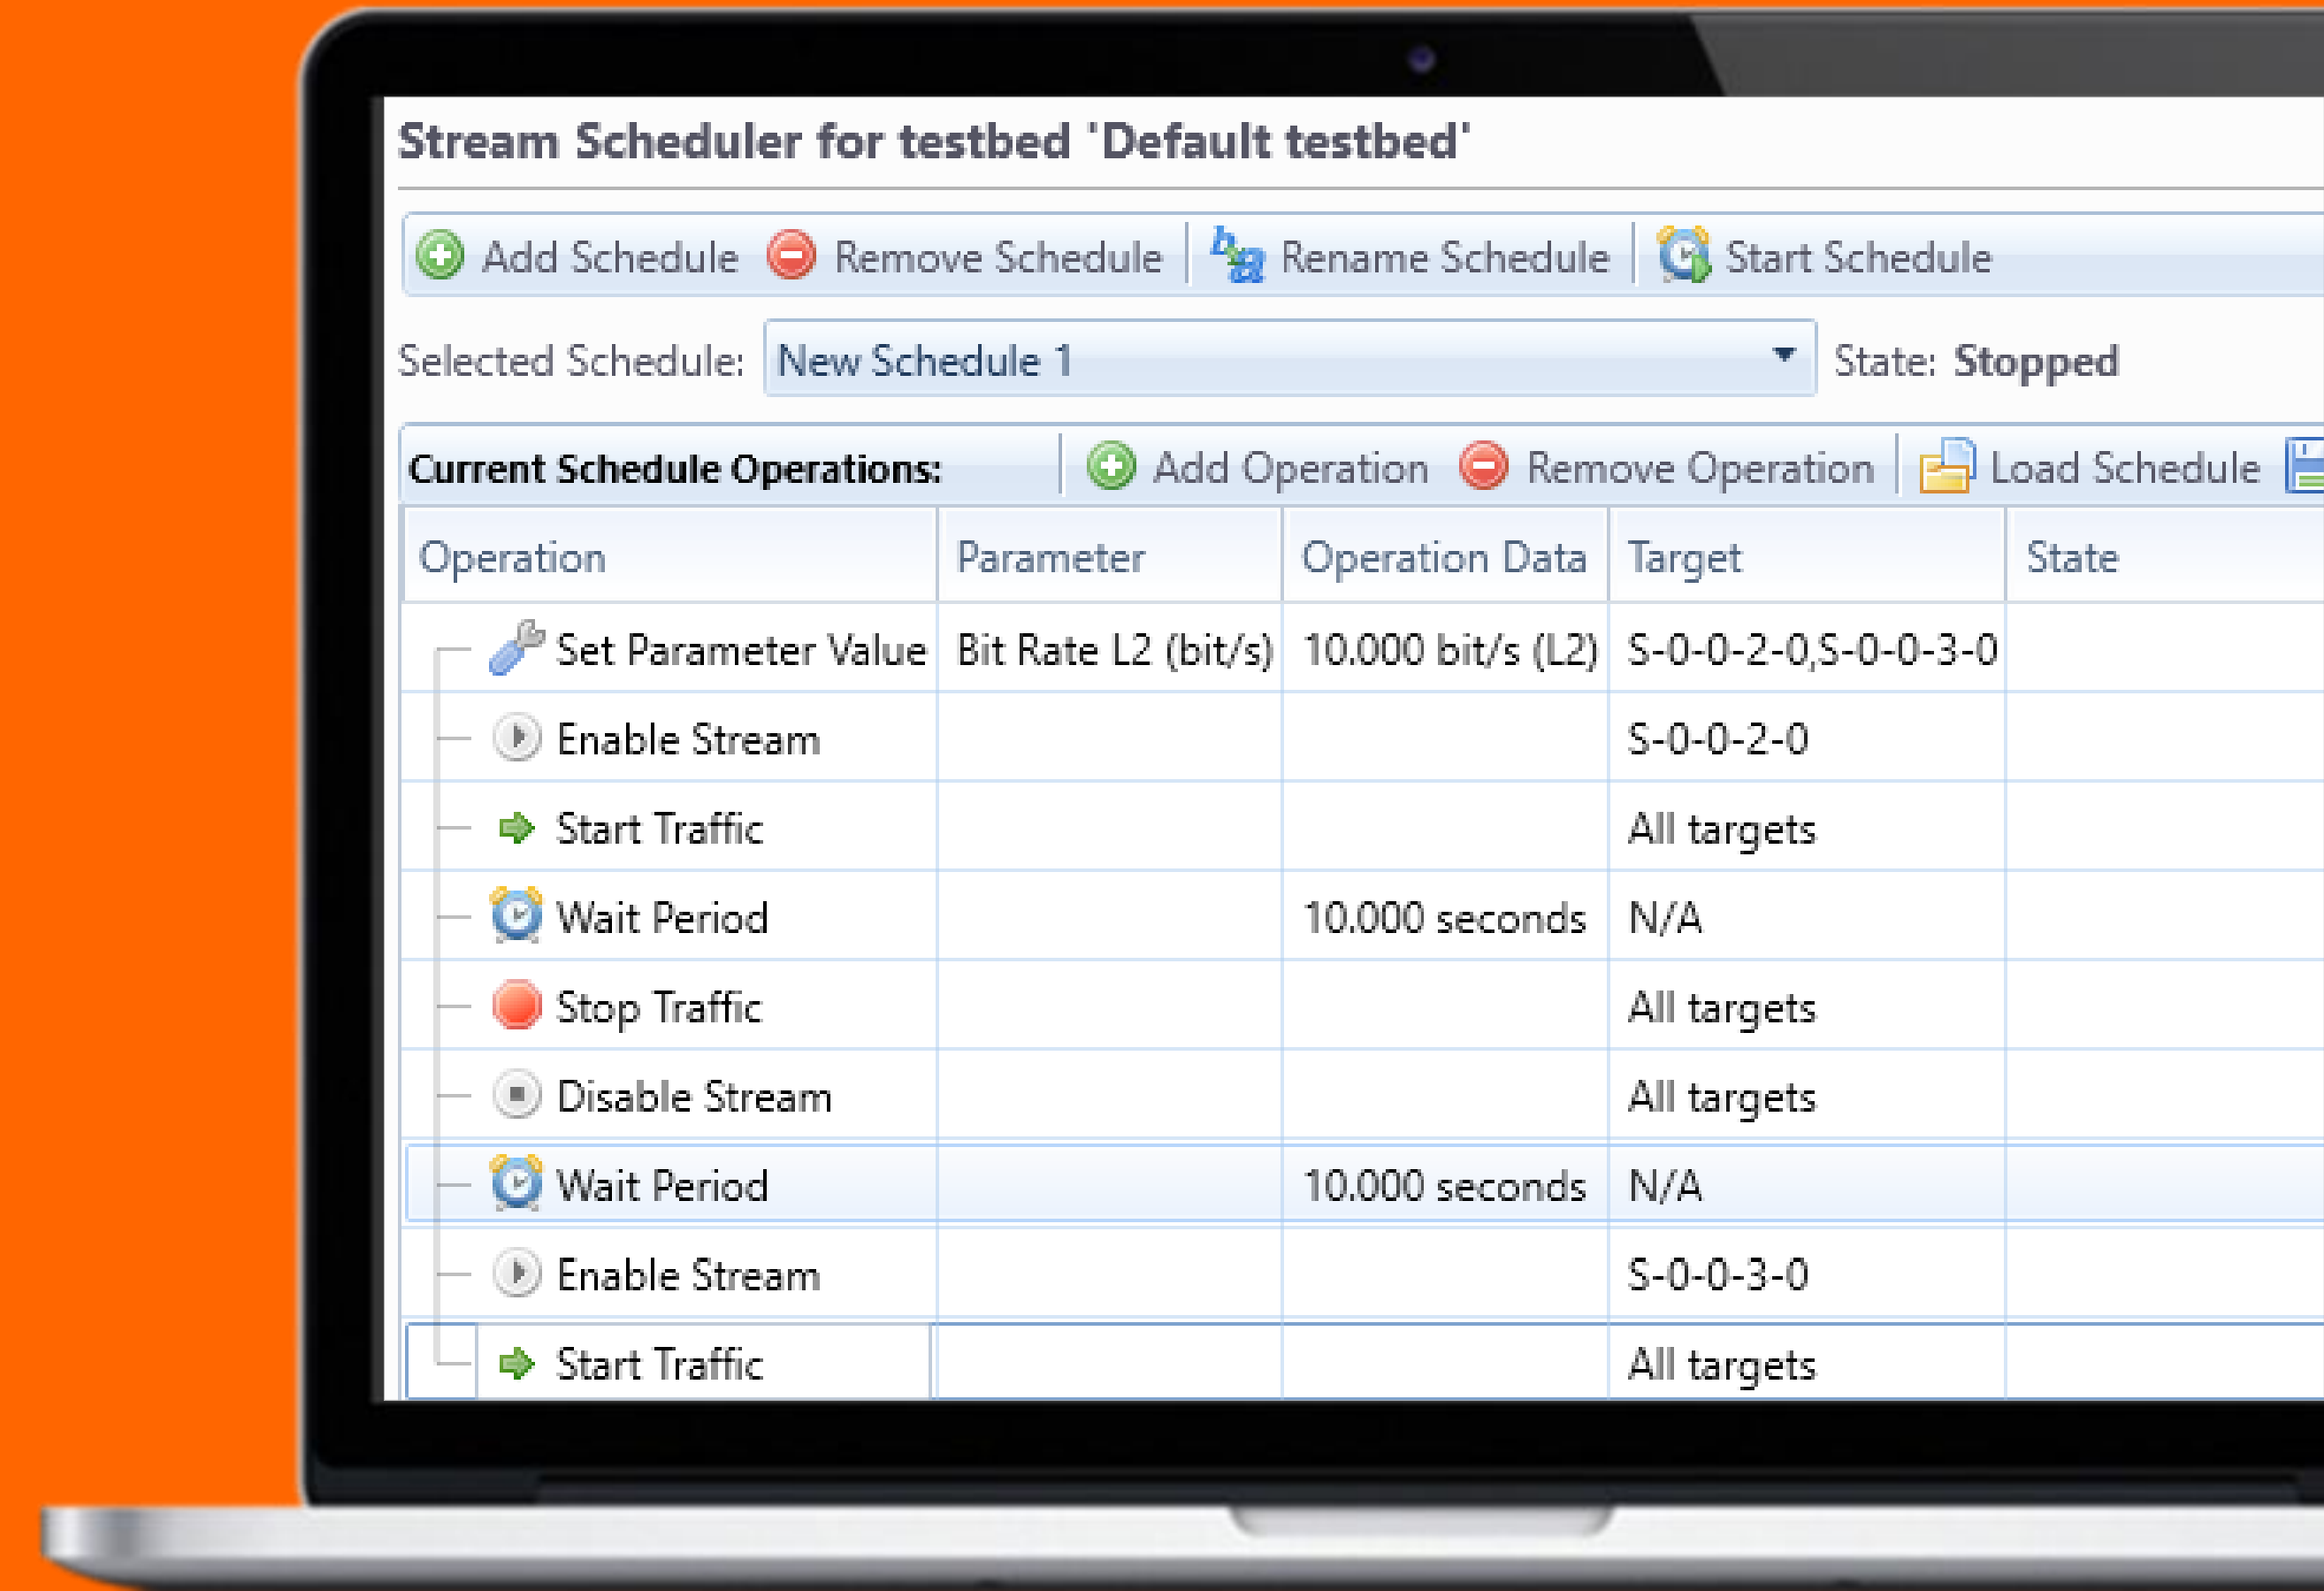 Stream Scheduler for testbed 'Default testbed'
Add Schedule Remove Schedule Rename Schedule Start Schedule
Selected Schedule: New Schedule 1 State: Stopped
Current Schedule Operations: Add Operation Remove Operation Load Schedule
Operation Parameter Operation Data Target State
Set Parameter Value Bit Rate L2 (bit/s) 10.000 bit/s (L2) S-0-0-2-0,S-0-0-3-0
Enable Stream S-0-0-2-0
Start Traffic All targets
Wait Period 10.000 seconds N/A
Stop Traffic All targets
Disable Stream All targets
Wait Period 10.000 seconds N/A
Enable Stream S-0-0-3-0
Start Traffic All targets